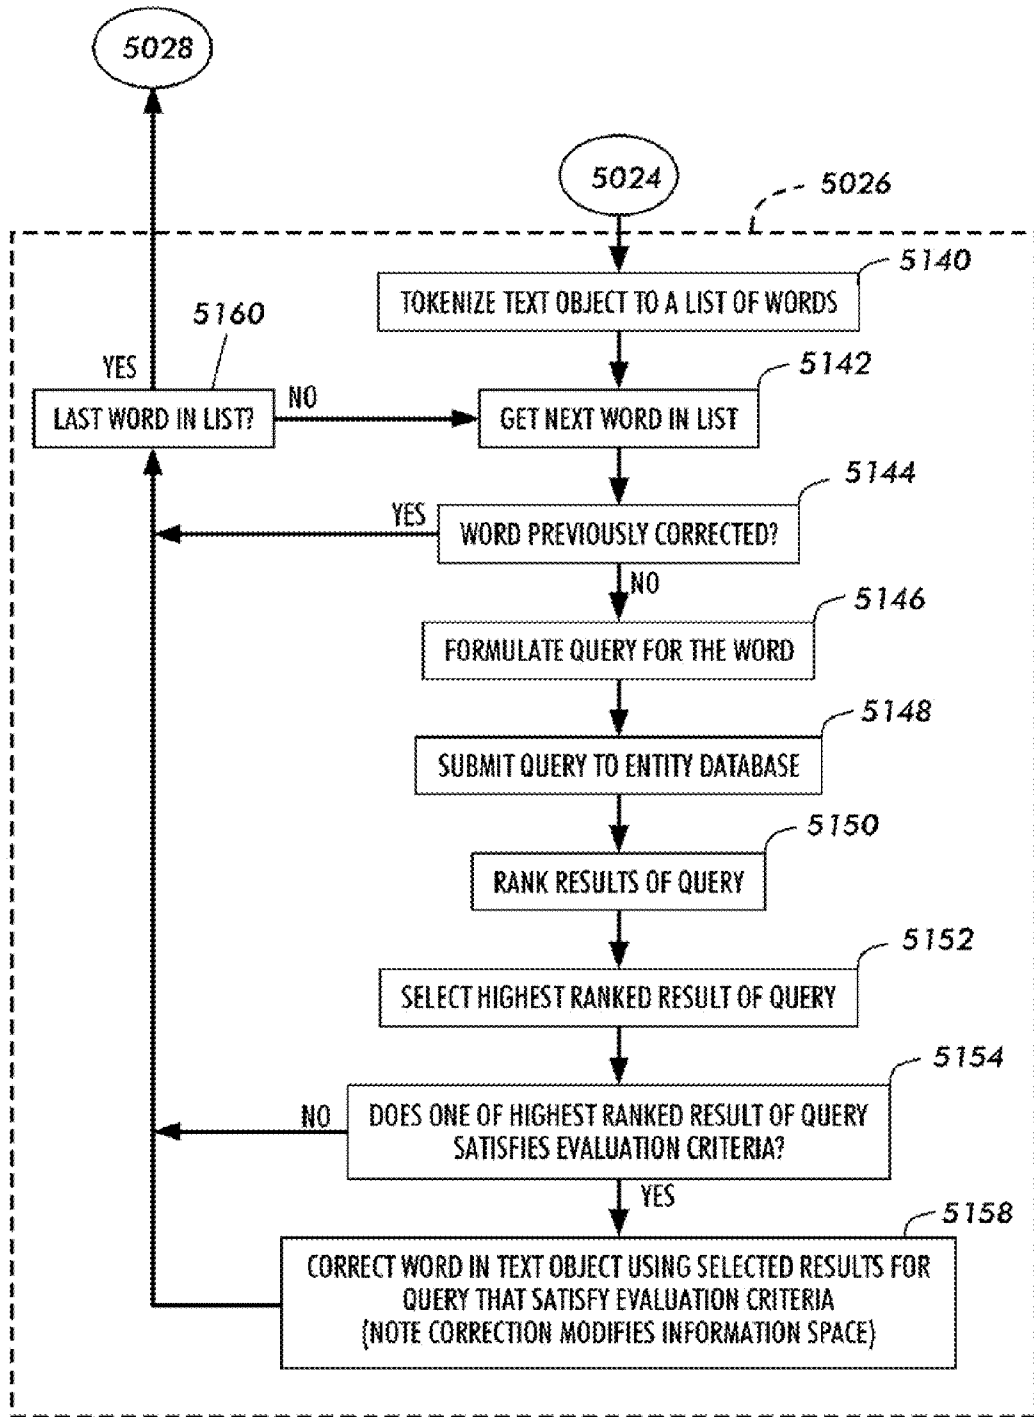 5028
5024
5026
5140
TOKENIZE TEXT OBJECT TO A LIST OF WORDS
5160
YES
5142
LAST WORD IN LIST?
NO
GET NEXT WORD IN LIST
5144
YES
WORD PREVIOUSLY CORRECTED?
NO
5146
FORMULATE QUERY FOR THE WORD
5148
SUBMIT QUERY TO ENTITY DATABASE
5150
RANK RESULTS OF QUERY
5152
SELECT HIGHEST RANKED RESULT OF QUERY
5154
NO
DOES ONE OF HIGHEST RANKED RESULT OF QUERY
SATISFIES EVALUATION CRITERIA?
YES
5158
CORRECT WORD IN TEXT OBJECT USING SELECTED RESULTS FOR
QUERY THAT SATISFY EVALUATION CRITERIA
(NOTE CORRECTION MODIFIES INFORMATION SPACE)